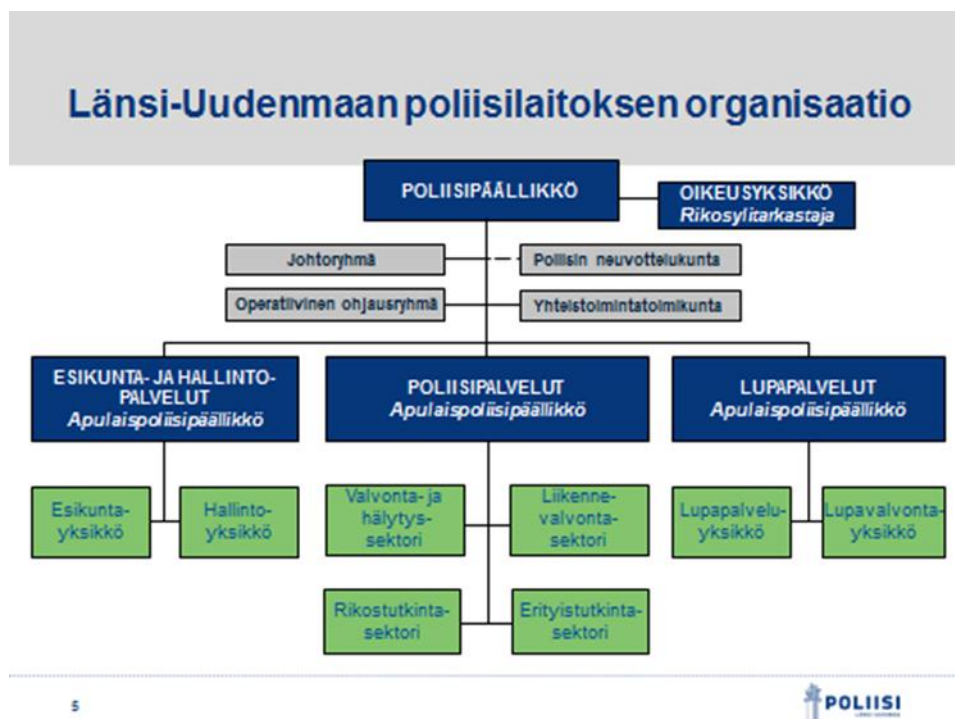 Länsi-Uudenmaan poliisilaitoksen organisaatio
POLIISIPÄÄLLIKKÖ
OIKEUSYKSIKKÖ
Rikosylitarkastaja
Johtoryhmä
Poliisin neuvottelukunta
Operatiivinen ohjausryhmä
Yhteistoimintatoimikunta
ESIKUNTA- JA HALLINTO-
PALVELUT
Apulaispoliisipäällikkö
POLIISIPALVELUT
Apulaispoliisipäällikkö
LUPAPALVELUT
Apulaispoliisipäällikkö
Esikunta-
yksikkö
Hallinto-
yksikkö
Valvonta- ja
hälytys-
sektori
Liikenne-
valvonta-
sektori
Lupapalvelu-
yksikkö
Lupavalvonta-
yksikkö
Rikostutkinta-
sektori
Erityistutkinta-
sektori
5
POLIISI
LÄNSI-UUSIMAA